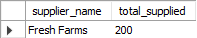 supplier_name total_supplied
Fresh Farms 200